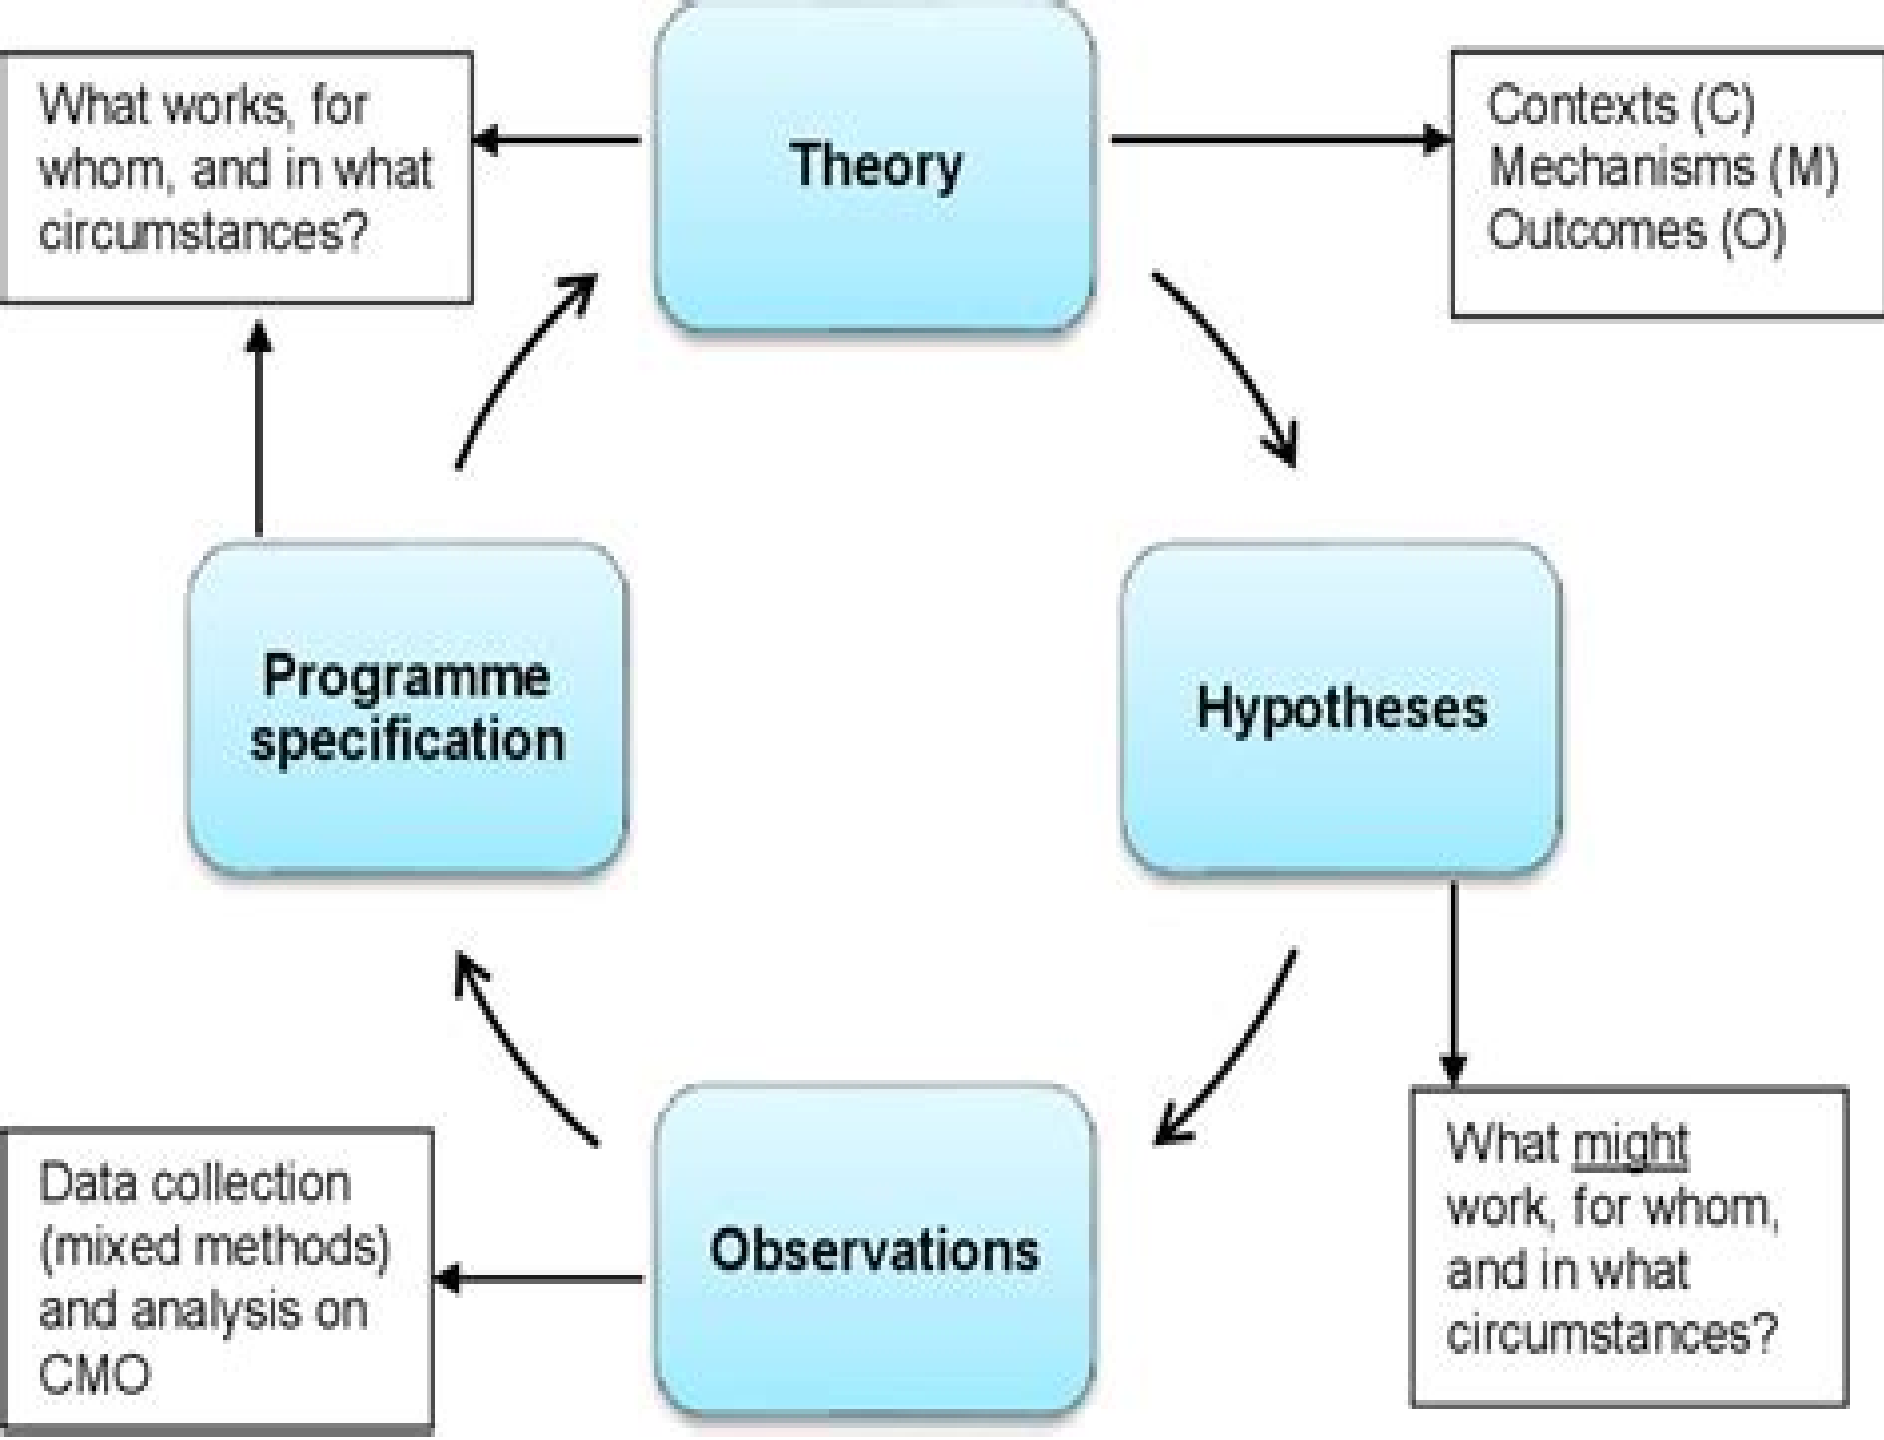 What works, for
whom, and in what
circumstances?
Theory
Contexts (C)
Mechanisms (M)
Outcomes (O)
Programme
specification
Hypotheses
Data collection
(mixed methods)
and analysis on
CMO
Observations
What might
work, for whom,
and in what
circumstances?